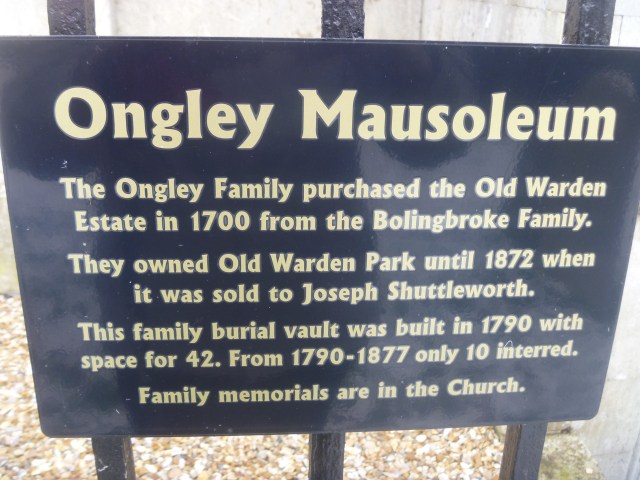 Ongley Mausoleum
The Ongley Family purchased the Old Warden
Estate in 1700 from the Bolingbroke Family.
They owned Old Warden Park until 1872 when
it was sold to Joseph Shuttleworth.
This family burial vault was built in 1790 with
space for 42. From 1790-1877 only 10 interred.
Family memorials are in the Church.